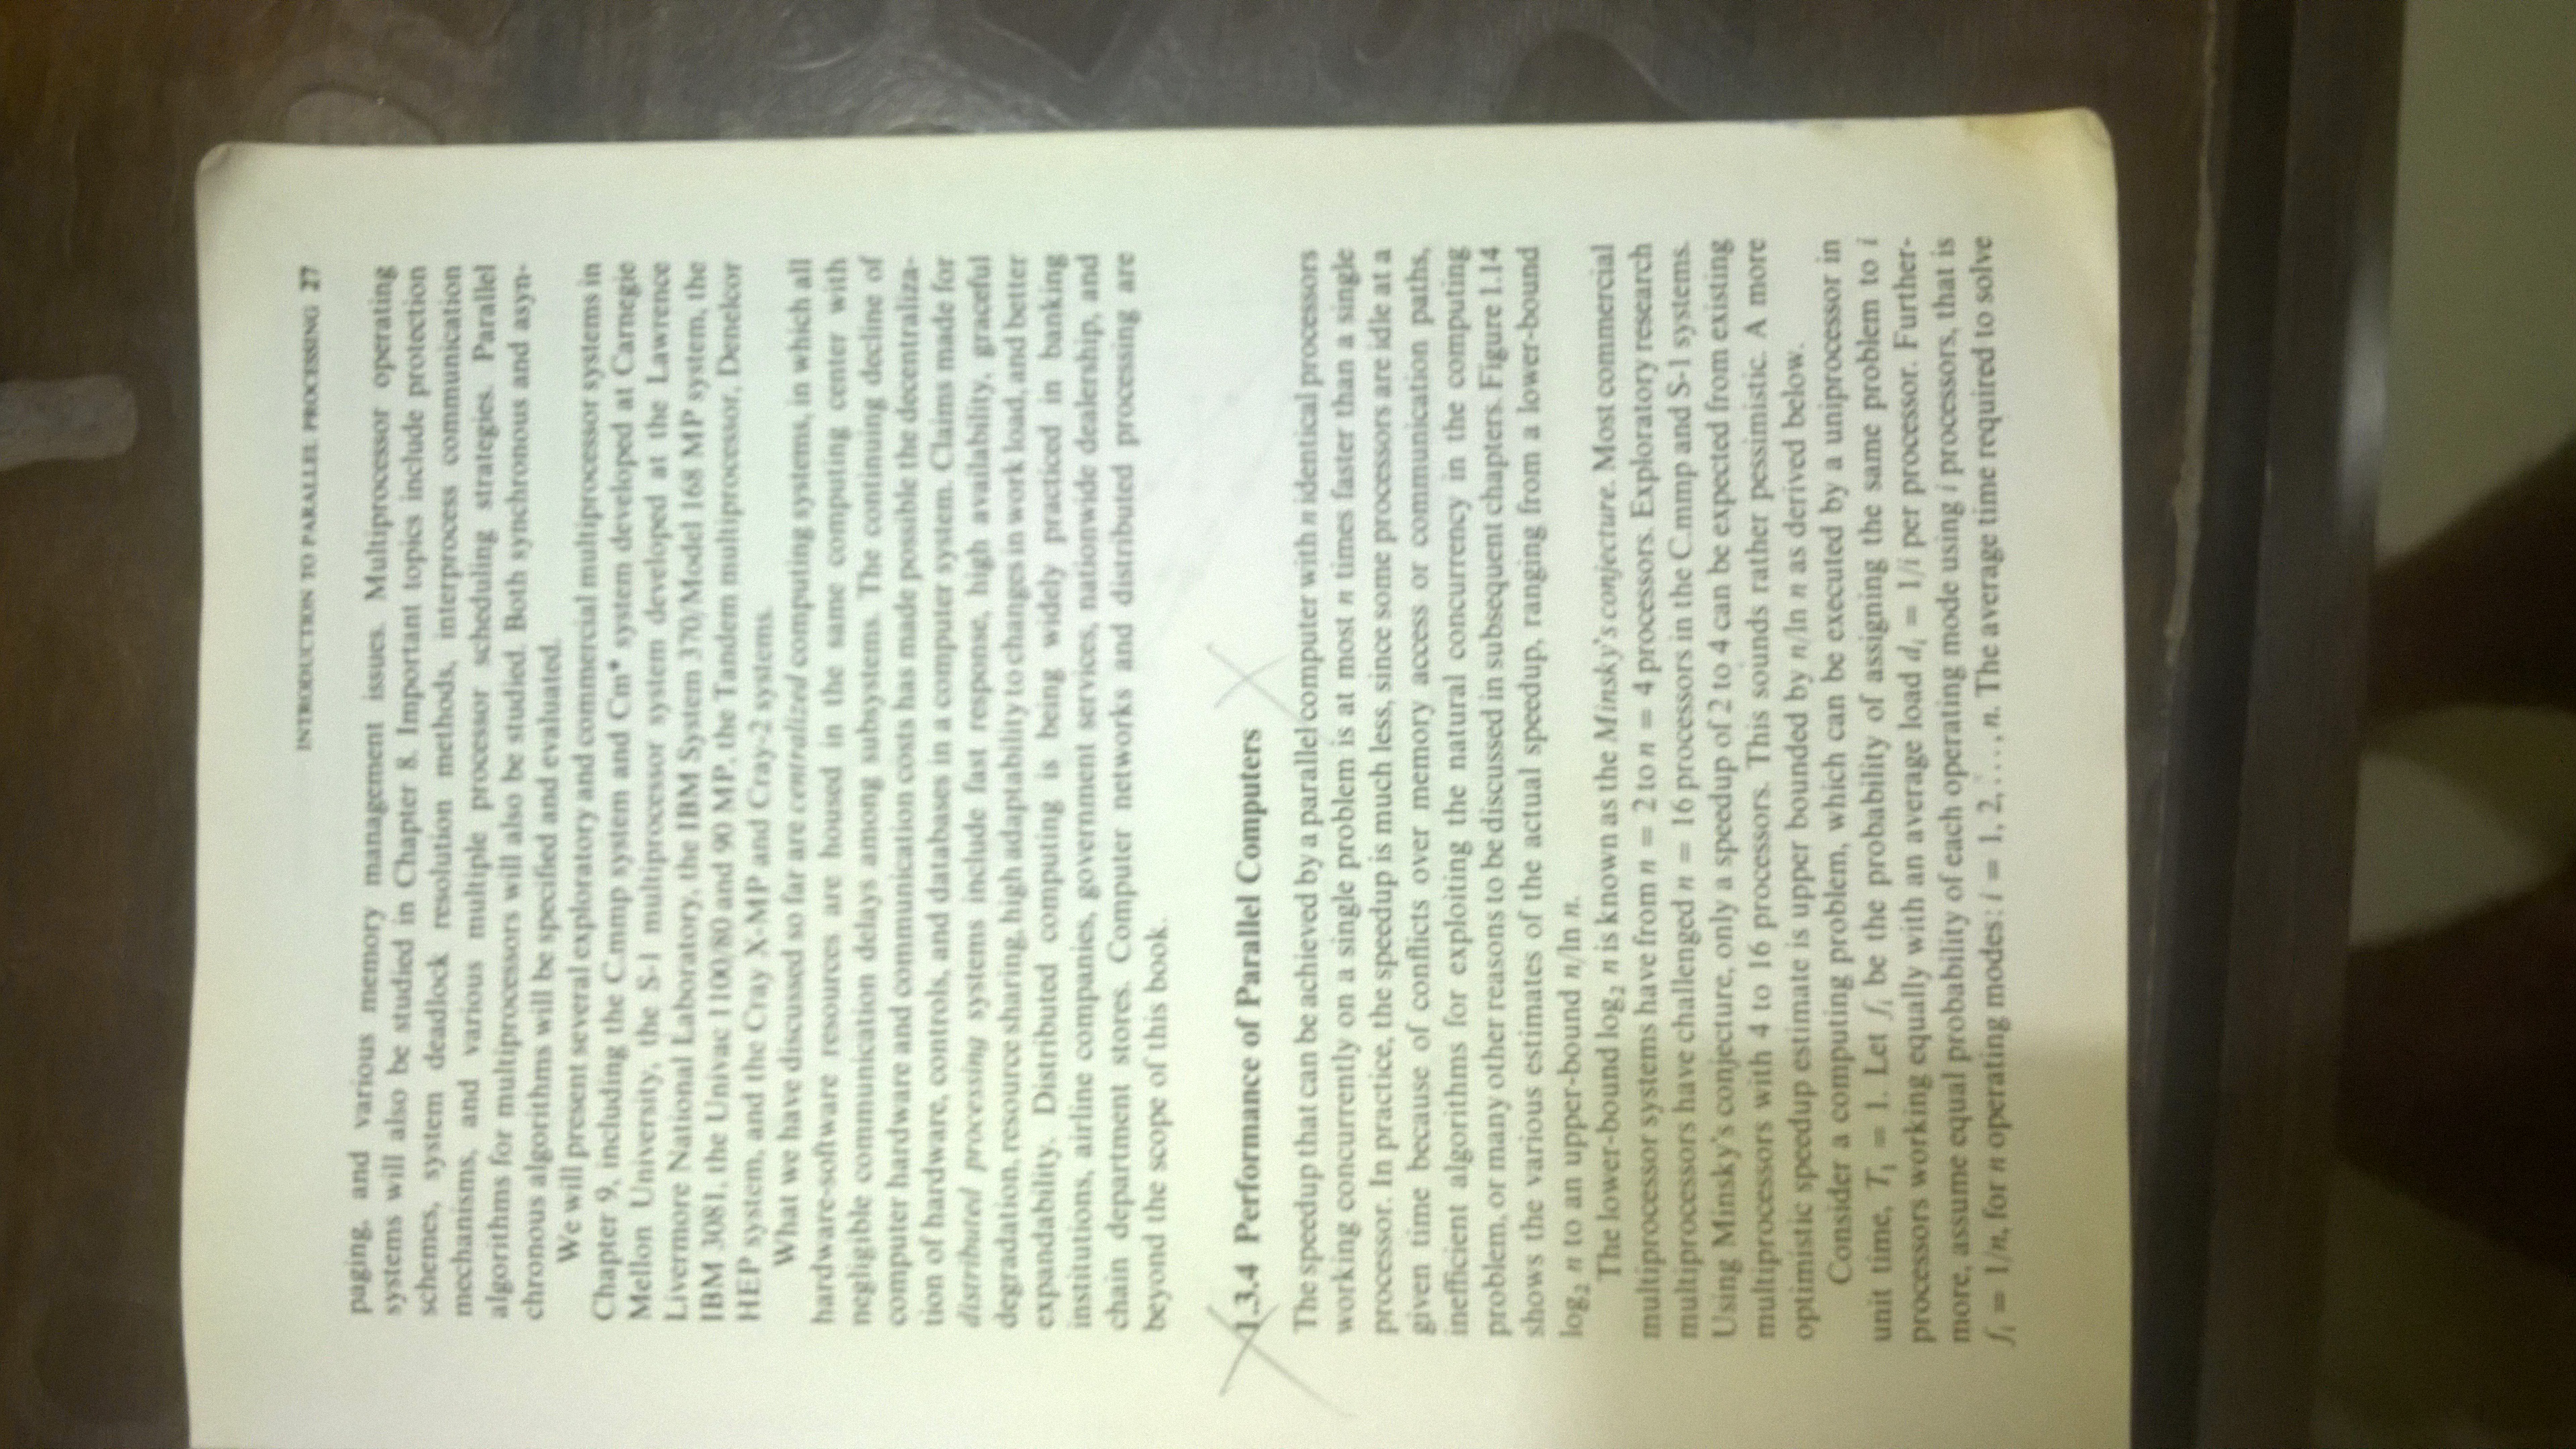 INTRODUCTION TO PARALLEL PROCESSING 27
paging, and various memory management issues. Multiprocessor operating
systems will also be studied in Chapter 8. Important topics include protection
schemes, system deadlock resolution methods, interprocess communication
mechanisms, and various multiple processor scheduling strategies. Parallel
algorithms for multiprocessors will also be studied. Both synchronous and asyn-
chronous algorithms will be specified and evaluated.
We will present several exploratory and commercial multiprocessor systems in
Chapter 9, including the C.mmp system and Cm* system developed at Carnegie
Mellon University, the S-1 multiprocessor system developed at the Lawrence
Livermore National Laboratory, the IBM System 370/Model 168 MP system, the
IBM 3081, the Univac 1100/80 and 90 MP, the Tandem multiprocessor, Denelcor
HEP system, and the Cray X-MP and Cray-2 systems.
What we have discussed so far are centralized computing systems, in which all
hardware-software resources are housed in the same computing center with
negligible communication delays among subsystems. The continuing decline of
computer hardware and communication costs has made possible the decentraliza-
tion of hardware, controls, and databases in a computer system. Claims made for
distributed processing systems include fast response, high availability, graceful
degradation, resource sharing, high adaptability to changes in work load, and better
expandability. Distributed computing is being widely practiced in banking
institutions, airline companies, government services, nationwide dealership, and
chain department stores. Computer networks and distributed processing are
beyond the scope of this book.
1.3.4 Performance of Parallel Computers
The speedup that can be achieved by a parallel computer with n identical processors
working concurrently on a single problem is at most n times faster than a single
processor. In practice, the speedup is much less, since some processors are idle at a
given time because of conflicts over memory access or communication paths,
inefficient algorithms for exploiting the natural concurrency in the computing
problem, or many other reasons to be discussed in subsequent chapters. Figure 1.14
shows the various estimates of the actual speedup, ranging from a lower-bound
log₂ n to an upper-bound n/ln n.
The lower-bound log₂ n is known as the Minsky's conjecture. Most commercial
multiprocessor systems have from n = 2 to n = 4 processors. Exploratory research
multiprocessors have challenged n = 16 processors in the C.mmp and S-1 systems.
Using Minsky's conjecture, only a speedup of 2 to 4 can be expected from existing
multiprocessors with 4 to 16 processors. This sounds rather pessimistic. A more
optimistic speedup estimate is upper bounded by n/ln n as derived below.
Consider a computing problem, which can be executed by a uniprocessor in
unit time, T₁ = 1. Let fᵢ be the probability of assigning the same problem to i
processors working equally with an average load dᵢ = 1/i per processor. Further-
more, assume equal probability of each operating mode using i processors, that is
fᵢ = 1/n, for n operating modes: i = 1, 2, ..., n. The average time required to solve